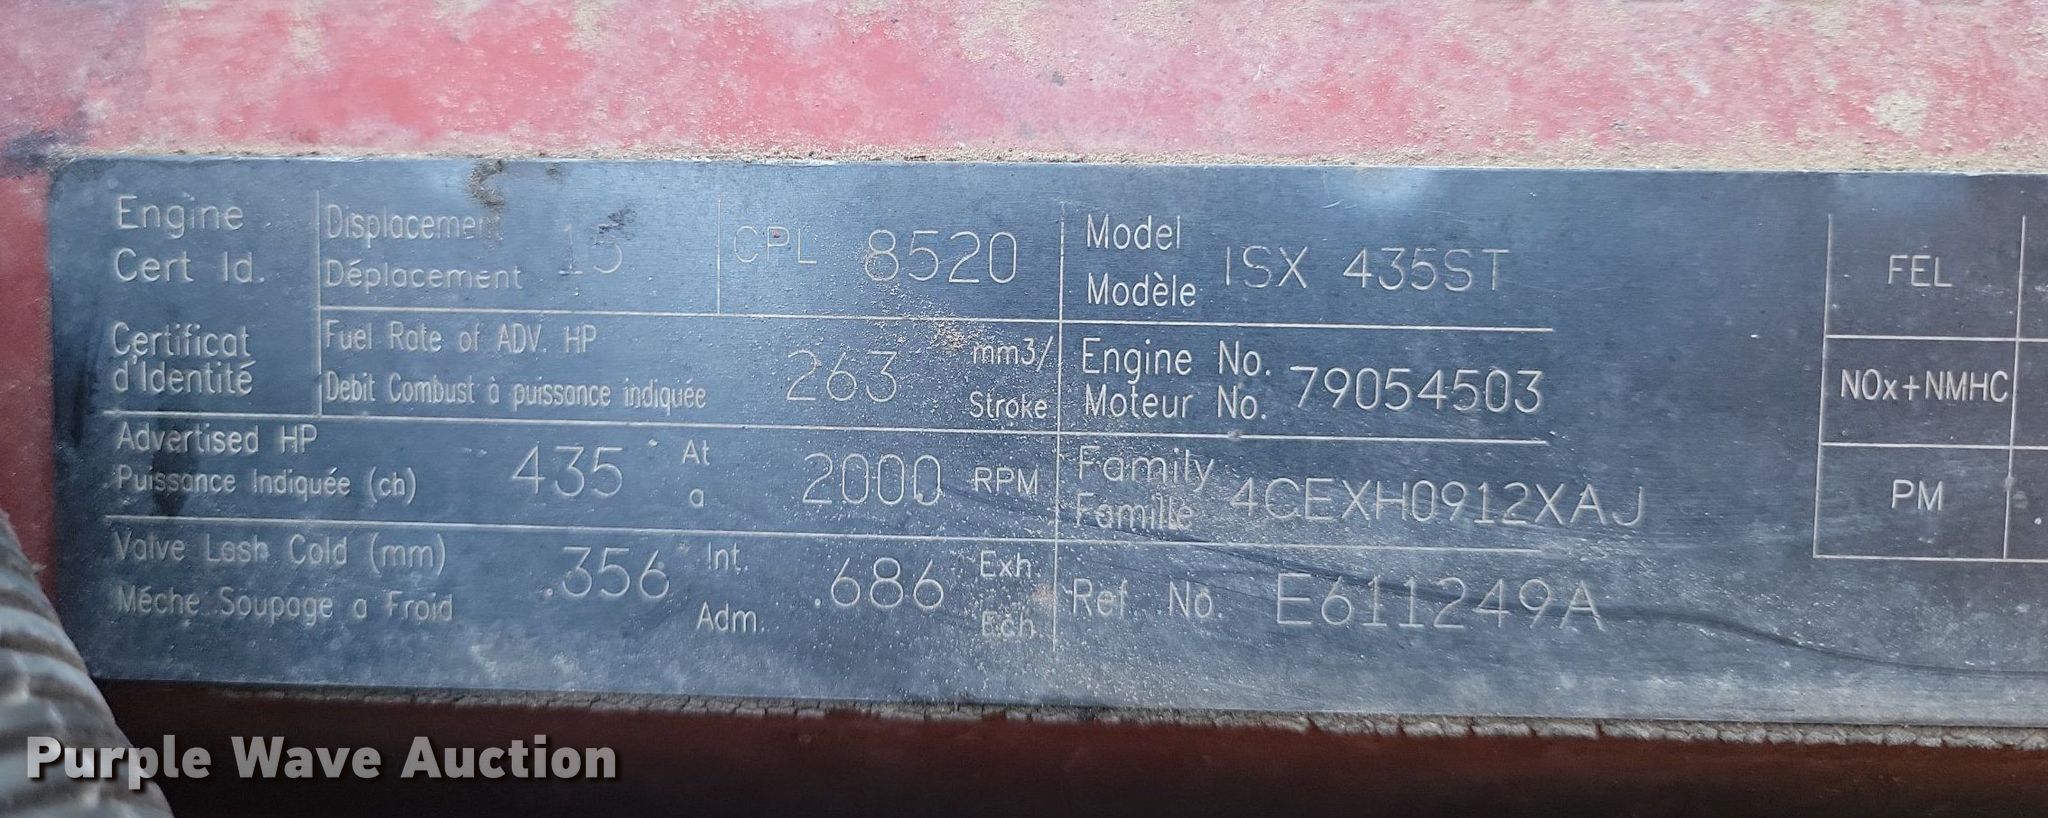 Engine
Cert Id.
Certificat
d'Identité
Displacement 15
Déplacement
CPL 8520
Model
Modèle ISX 435ST
FEL
Fuel Rate of ADV. HP
Debit Combust à puissance indiquée
263 mm3/
Stroke
Engine No.
Moteur No. 79054503
NOx+NMHC
Advertised HP
Puissance Indiquée (ch)
435 At
a
2000 RPM
Family
Famille 4CEXH0912XAJ
PM
Valve Lash Cold (mm)
Méche Soupage a Froid
.356 Int.
Adm.
.686 Exh
Ech
Ref No. E611249A
Purple Wave Auction